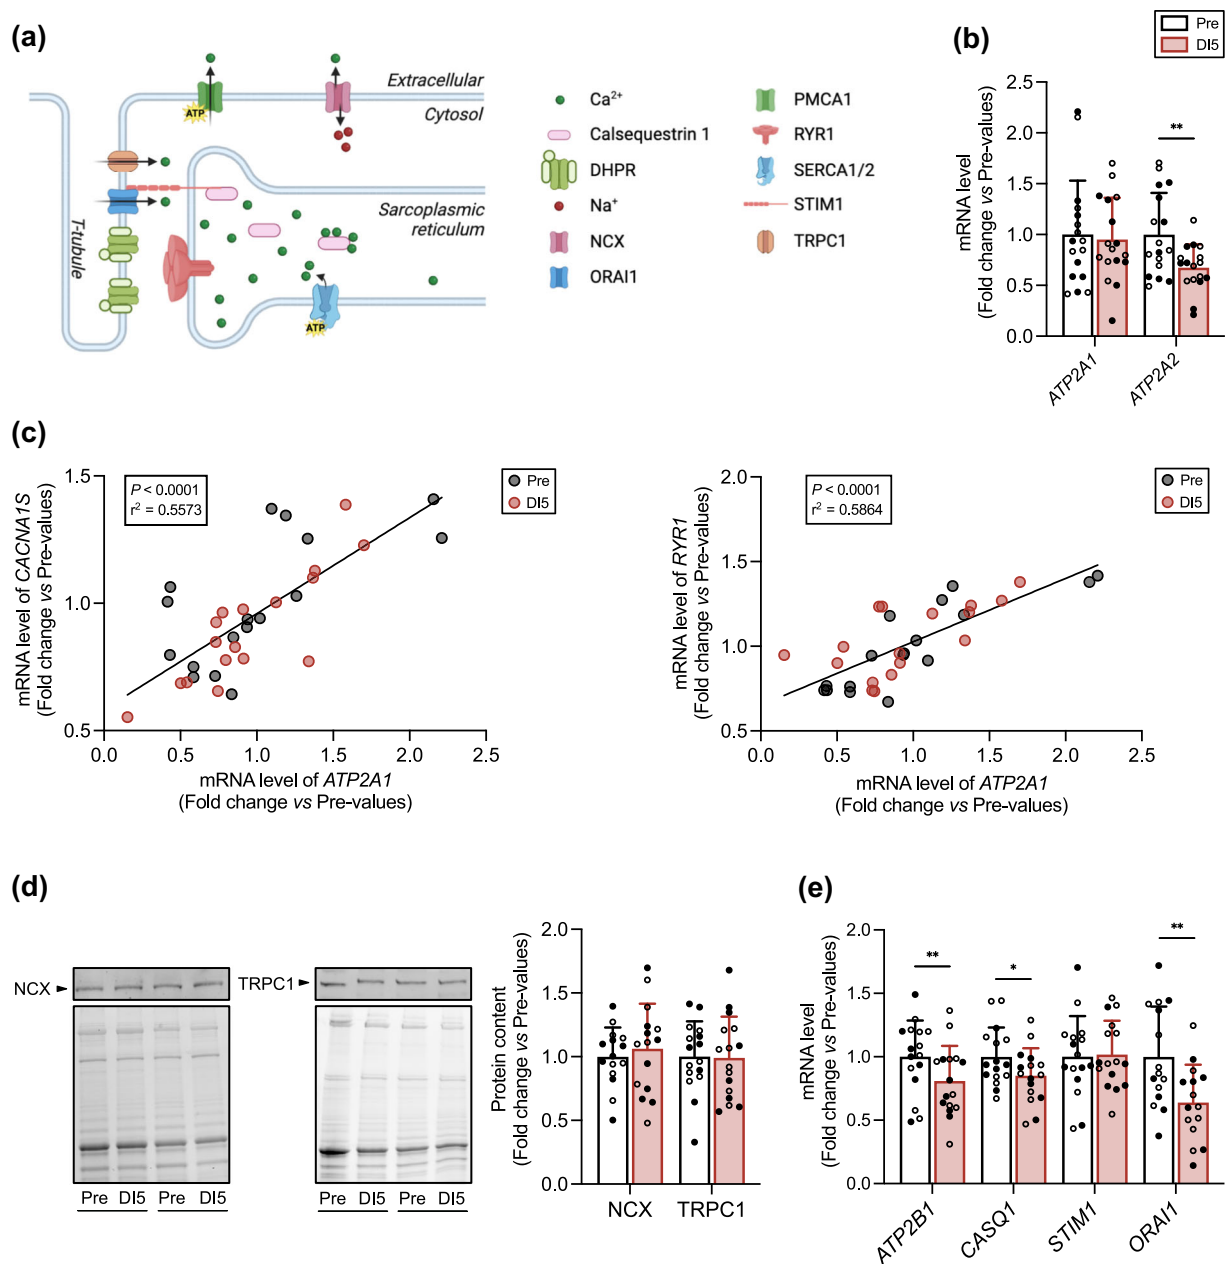 (a)
Extracellular
Cytosol
ATP
T-tubule
Sarcoplasmic
reticulum
ATP
Ca²⁺
Calsequestrin 1
DHPR
Na⁺
NCX
ORAI1
PMCA1
RYR1
SERCA1/2
STIM1
TRPC1
(b)
Pre
DI5
mRNA level
(Fold change vs Pre-values)
2.5
2.0
1.5
1.0
0.5
0.0
**
ATP2A1
ATP2A2
(c)
mRNA level of CACNA1S
(Fold change vs Pre-values)
1.5
1.0
0.5
P < 0.0001
r² = 0.5573
Pre
DI5
0.0
0.5
1.0
1.5
2.0
2.5
mRNA level of ATP2A1
(Fold change vs Pre-values)
mRNA level of RYR1
(Fold change vs Pre-values)
2.0
1.5
1.0
0.5
P < 0.0001
r² = 0.5864
Pre
DI5
0.0
0.5
1.0
1.5
2.0
2.5
mRNA level of ATP2A1
(Fold change vs Pre-values)
(d)
NCX
Pre DI5 Pre DI5
TRPC1
Pre DI5 Pre DI5
Protein content
(Fold change vs Pre-values)
2.0
1.5
1.0
0.5
0.0
NCX
TRPC1
(e)
mRNA level
(Fold change vs Pre-values)
2.0
1.5
1.0
0.5
0.0
**
*
**
ATP2B1
CASQ1
STIM1
ORAI1